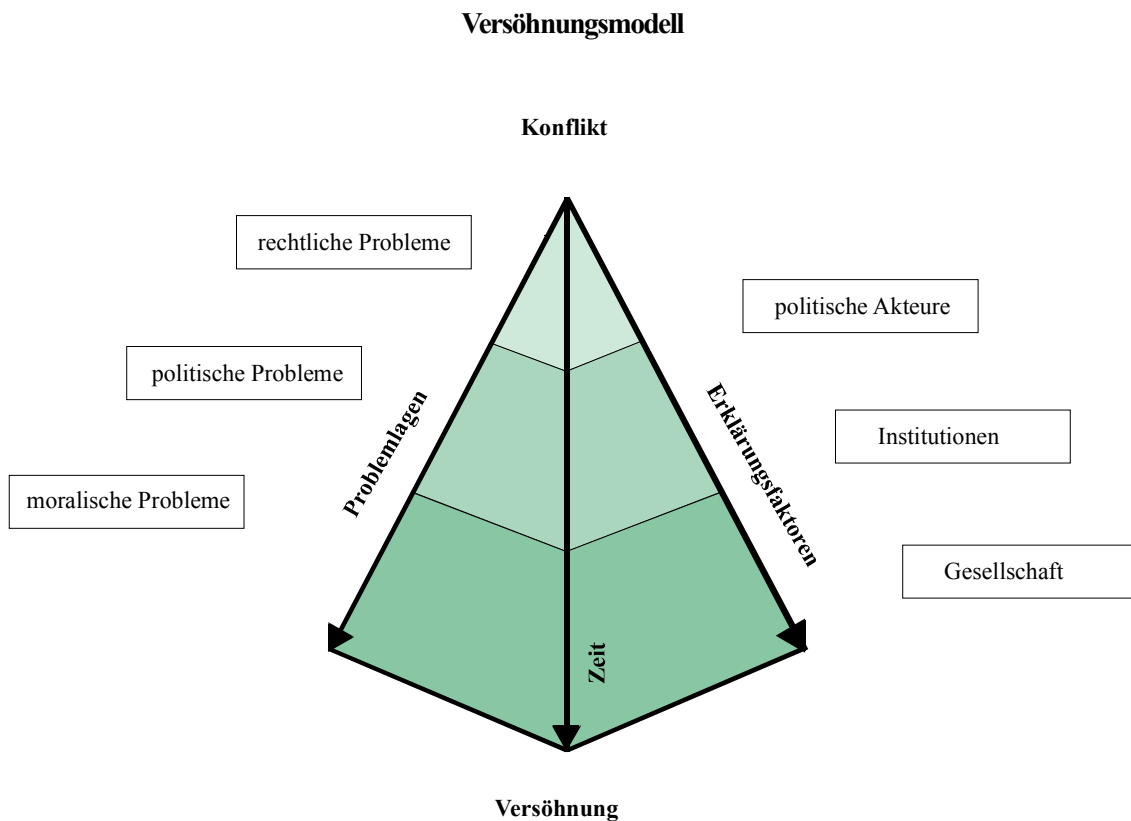 Versöhnungsmodell
Konflikt
rechtliche Probleme
politische Akteure
politische Probleme
Problemlagen
Erklärungsfaktoren
Institutionen
moralische Probleme
Gesellschaft
Zeit
Versöhnung